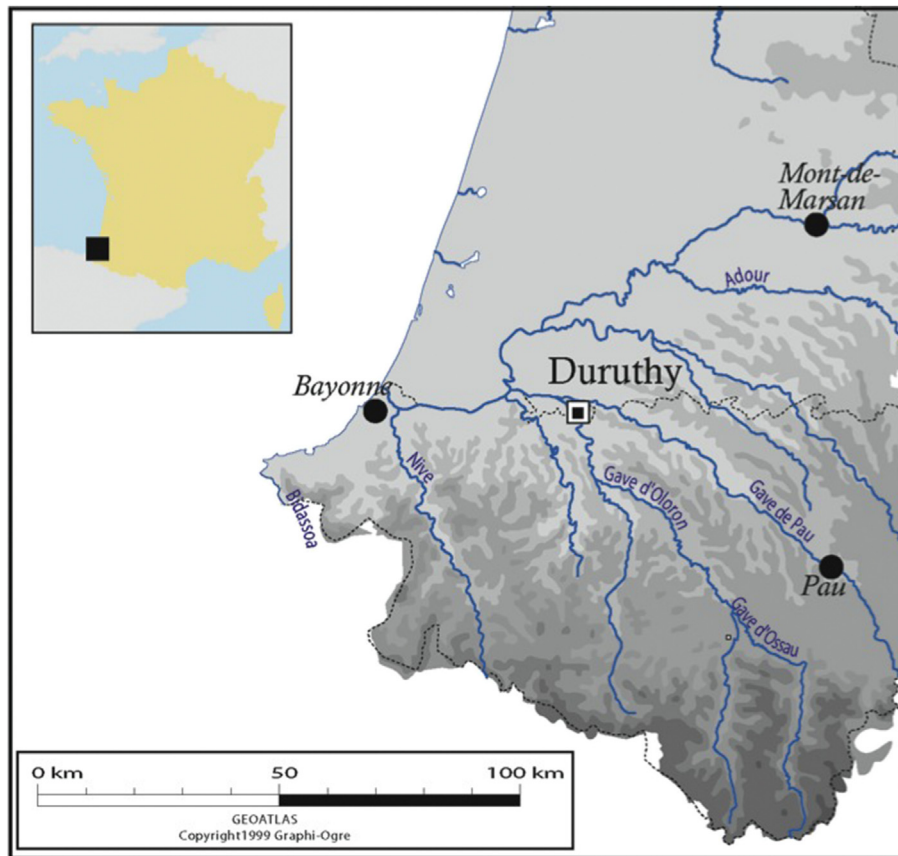 Mont-de-
Marsan
Adour
Duruthy
Bayonne
Nive
Bidassoa
Gave d'Oloron
Gave de Pau
Pau
Gave d'Ossau
0 km 50 100 km
GEOATLAS
Copyright1999 Graphi-Ogre